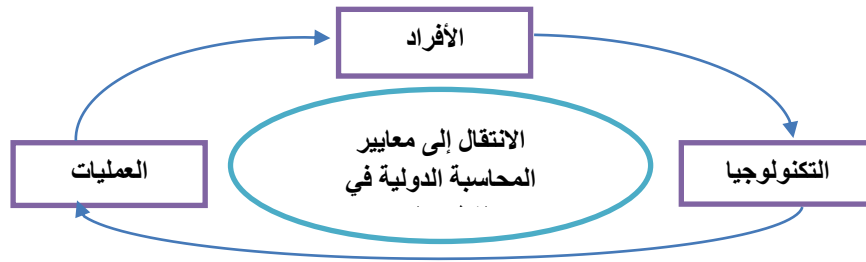 الأفراد
الانتقال إلى معايير
المحاسبة الدولية في
التكنولوجيا
العمليات